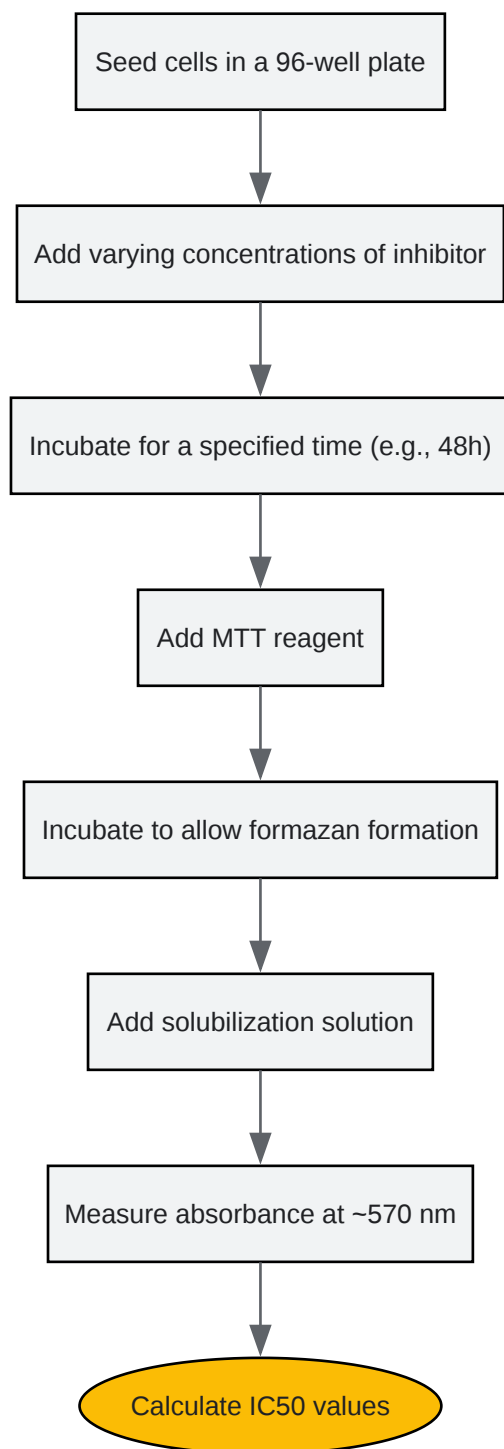 Seed cells in a 96-well plate
Add varying concentrations of inhibitor
Incubate for a specified time (e.g., 48h)
Add MTT reagent
Incubate to allow formazan formation
Add solubilization solution
Measure absorbance at ~570 nm
Calculate IC50 values